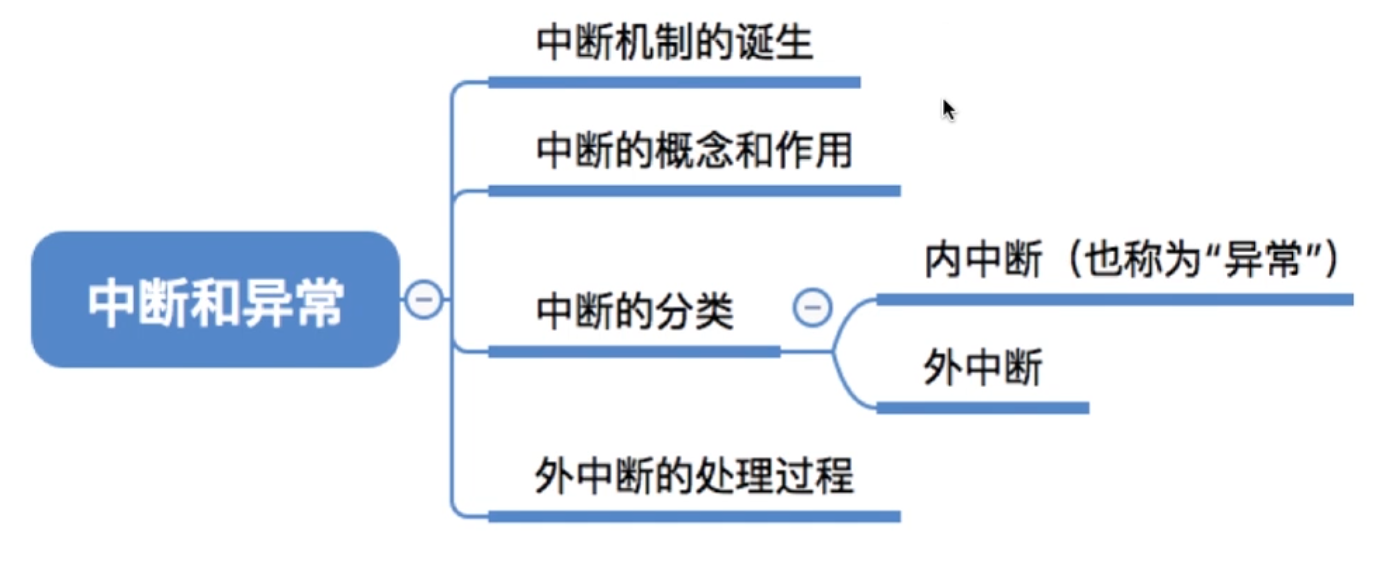 中断和异常
中断机制的诞生
中断的概念和作用
中断的分类
内中断（也称为“异常”）
外中断
外中断的处理过程